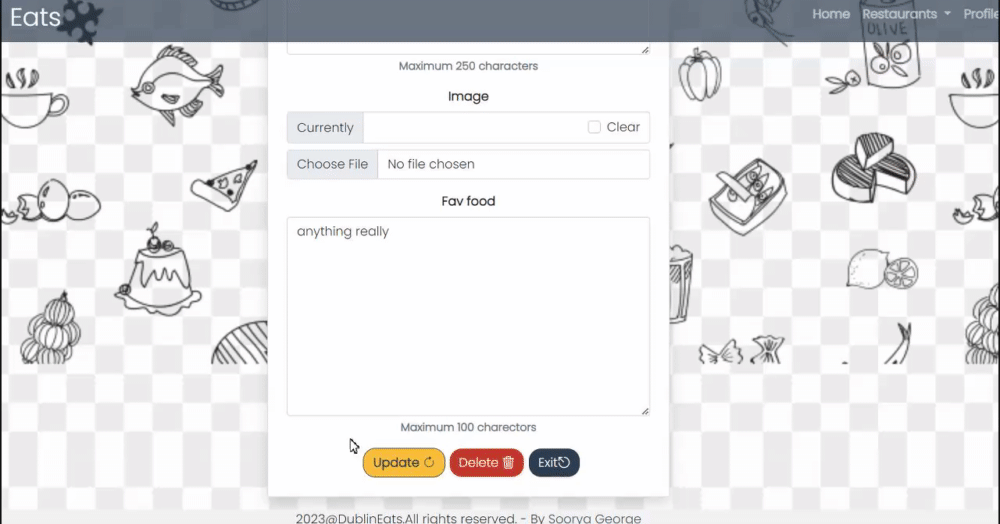 Eats
Home Restaurants Profile
OLIVE
Maximum 250 characters
Image
Currently Clear
Choose File No file chosen
Fav food
anything really
Maximum 100 charectors
Update Delete Exit
2023@DublinEats.All rights reserved. - By Soorya George